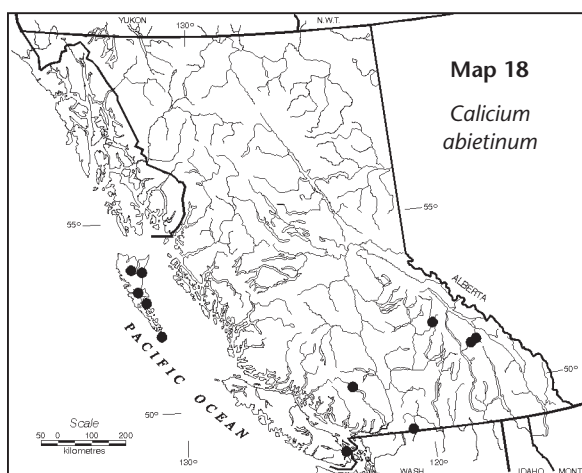 YUKON
130°
N.W.T.
Map 18
Calicium
abietinum
55°
55°
ALBERTA
PACIFIC OCEAN
50°
50°
Scale
50 0 100 200
kilometres
130°
120°
WASH
IDAHO
MONT